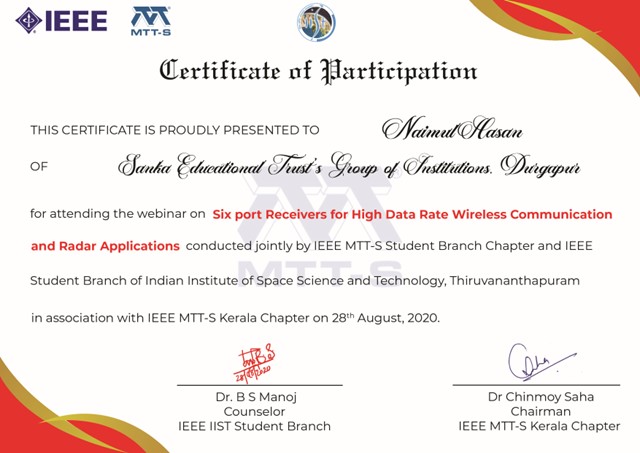 IEEE MTT-S
Certificate of Participation
THIS CERTIFICATE IS PROUDLY PRESENTED TO Naimul Hasan
OF Sanka Educational Trust's Group of Institutions, Durgapur
for attending the webinar on Six port Receivers for High Data Rate Wireless Communication
and Radar Applications conducted jointly by IEEE MTT-S Student Branch Chapter and IEEE
MTT-S
Student Branch of Indian Institute of Space Science and Technology, Thiruvananthapuram
in association with IEEE MTT-S Kerala Chapter on 28th August, 2020.
Dr. B S Manoj
Counselor
IEEE IIST Student Branch
Dr Chinmoy Saha
Chairman
IEEE MTT-S Kerala Chapter